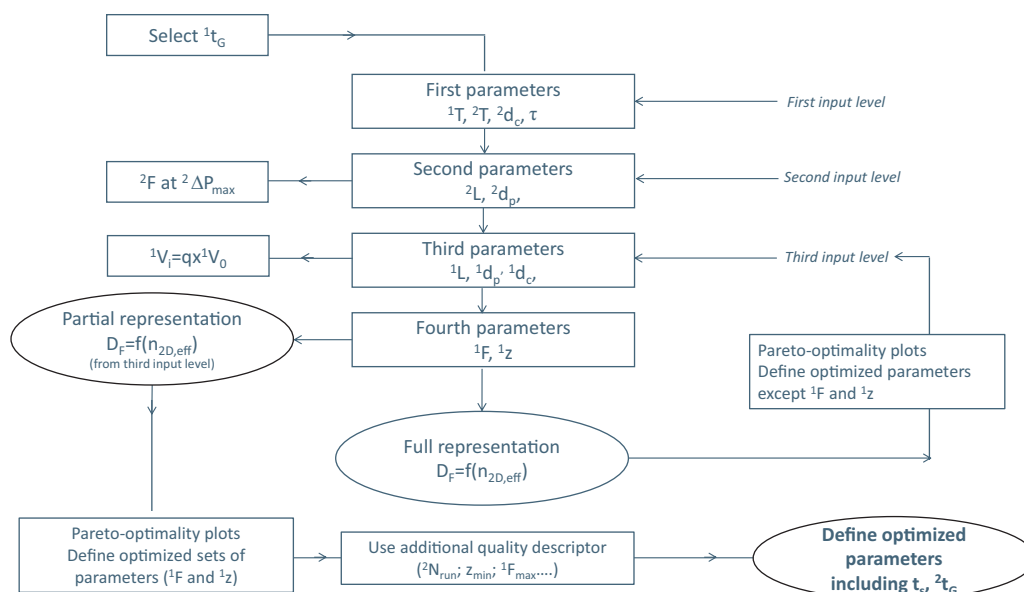 Select ¹t_G
First parameters
¹T, ²T, ²d_c, τ
First input level
Second parameters
²L, ²d_p,
²F at ²ΔP_max
Second input level
Third parameters
¹L, ¹d_p, ¹d_c,
¹V_i=qx¹V_0
Third input level
Partial representation
D_F=f(n_2D,eff)
(from third input level)
Fourth parameters
¹F, ¹z
Pareto-optimality plots
Define optimized parameters
except ¹F and ¹z
Full representation
D_F=f(n_2D,eff)
Pareto-optimality plots
Define optimized sets of
parameters (¹F and ¹z)
Use additional quality descriptor
(²N_run; z_min; ¹F_max....)
Define optimized
parameters
including t_s, ²t_G